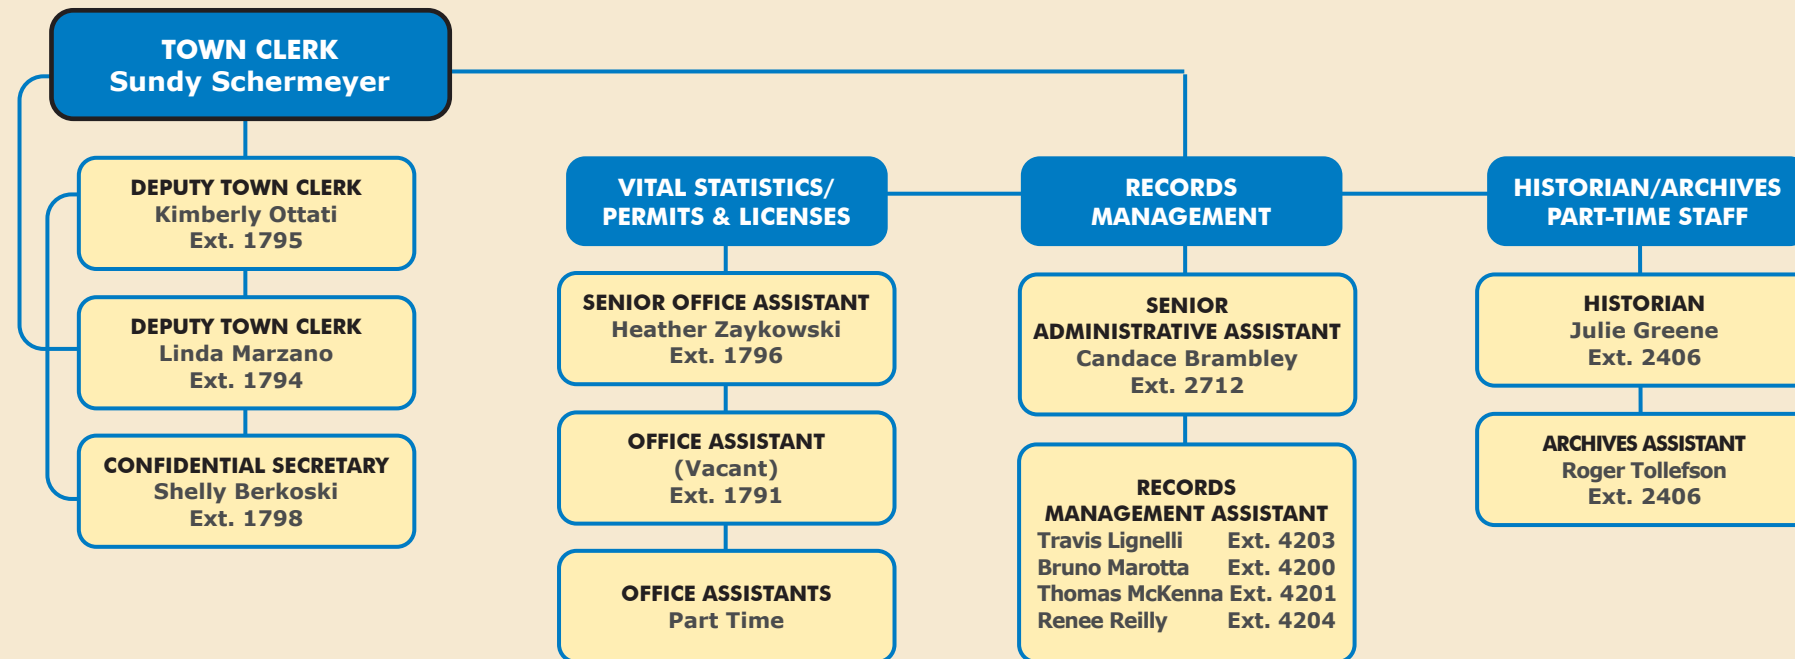 TOWN CLERK
Sundy Schermeyer
DEPUTY TOWN CLERK
Kimberly Ottati
Ext. 1795
DEPUTY TOWN CLERK
Linda Marzano
Ext. 1794
CONFIDENTIAL SECRETARY
Shelly Berkoski
Ext. 1798
VITAL STATISTICS/
PERMITS & LICENSES
SENIOR OFFICE ASSISTANT
Heather Zaykowski
Ext. 1796
OFFICE ASSISTANT
(Vacant)
Ext. 1791
OFFICE ASSISTANTS
Part Time
RECORDS
MANAGEMENT
SENIOR
ADMINISTRATIVE ASSISTANT
Candace Brambley
Ext. 2712
RECORDS
MANAGEMENT ASSISTANT
Travis Lignelli Ext. 4203
Bruno Marotta Ext. 4200
Thomas McKenna Ext. 4201
Renee Reilly Ext. 4204
HISTORIAN/ARCHIVES
PART-TIME STAFF
HISTORIAN
Julie Greene
Ext. 2406
ARCHIVES ASSISTANT
Roger Tollefson
Ext. 2406